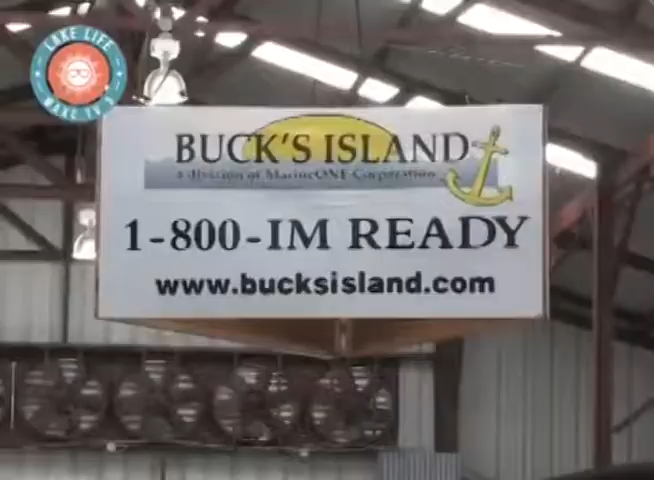 LAKE LIFE
BUCK'S ISLAND
a division of MarineONE Corporation
1-800-IM READY
www.bucksisland.com